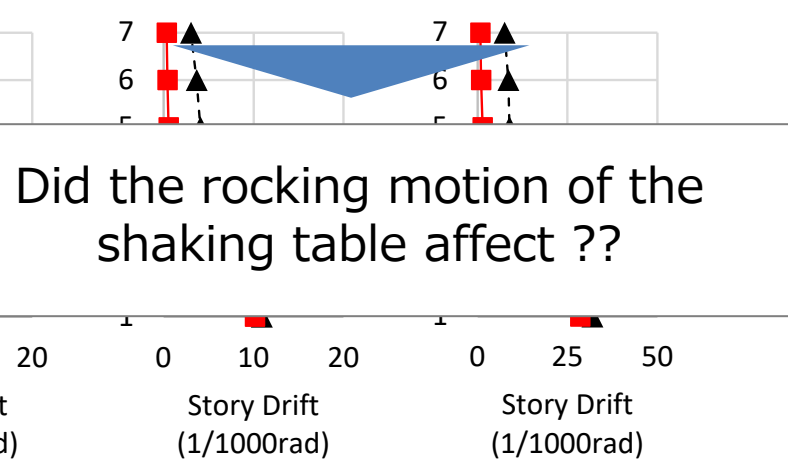 7
7
6
6
Did the rocking motion of the
shaking table affect ??
20
0
10
20
0
25
50
Story Drift
Story Drift
(1/1000rad)
(1/1000rad)